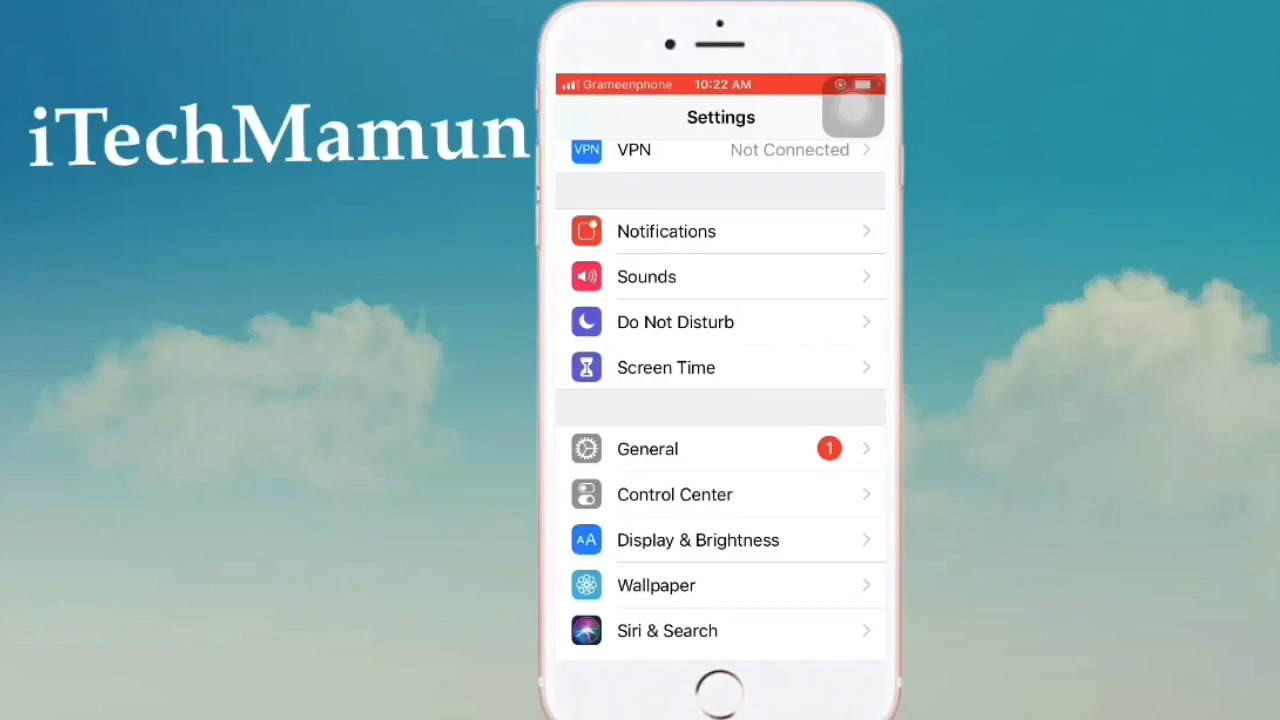 iTechMamun
Grameenphone 10:22 AM
Settings
VPN VPN Not Connected
Notifications
Sounds
Do Not Disturb
Screen Time
General 1
Control Center
AA Display & Brightness
Wallpaper
Siri & Search